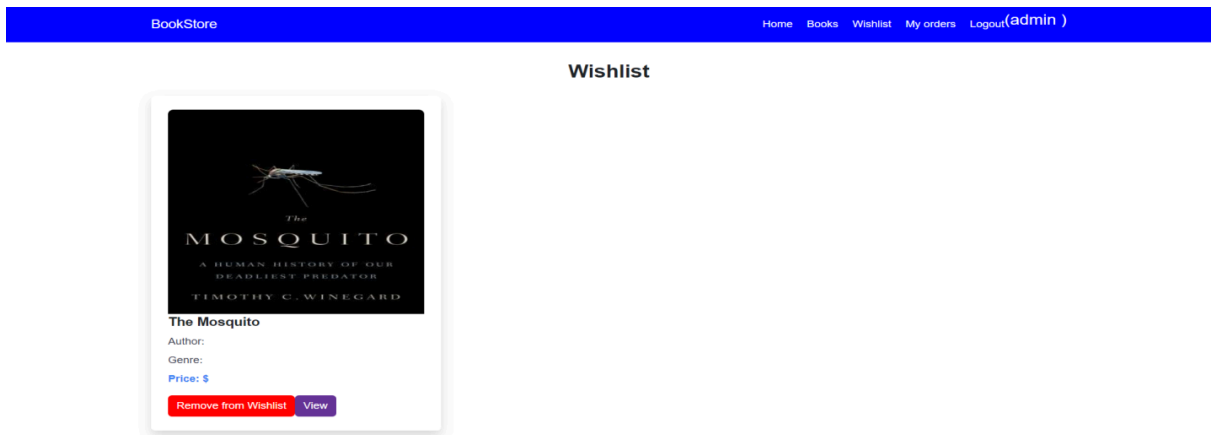 BookStore Home Books Wishlist My orders Logout(admin )
Wishlist
The
MOSQUITO
A HUMAN HISTORY OF OUR
DEADLIEST PREDATOR
TIMOTHY C. WINEGARD
The Mosquito
Author:
Genre:
Price: $
Remove from Wishlist View